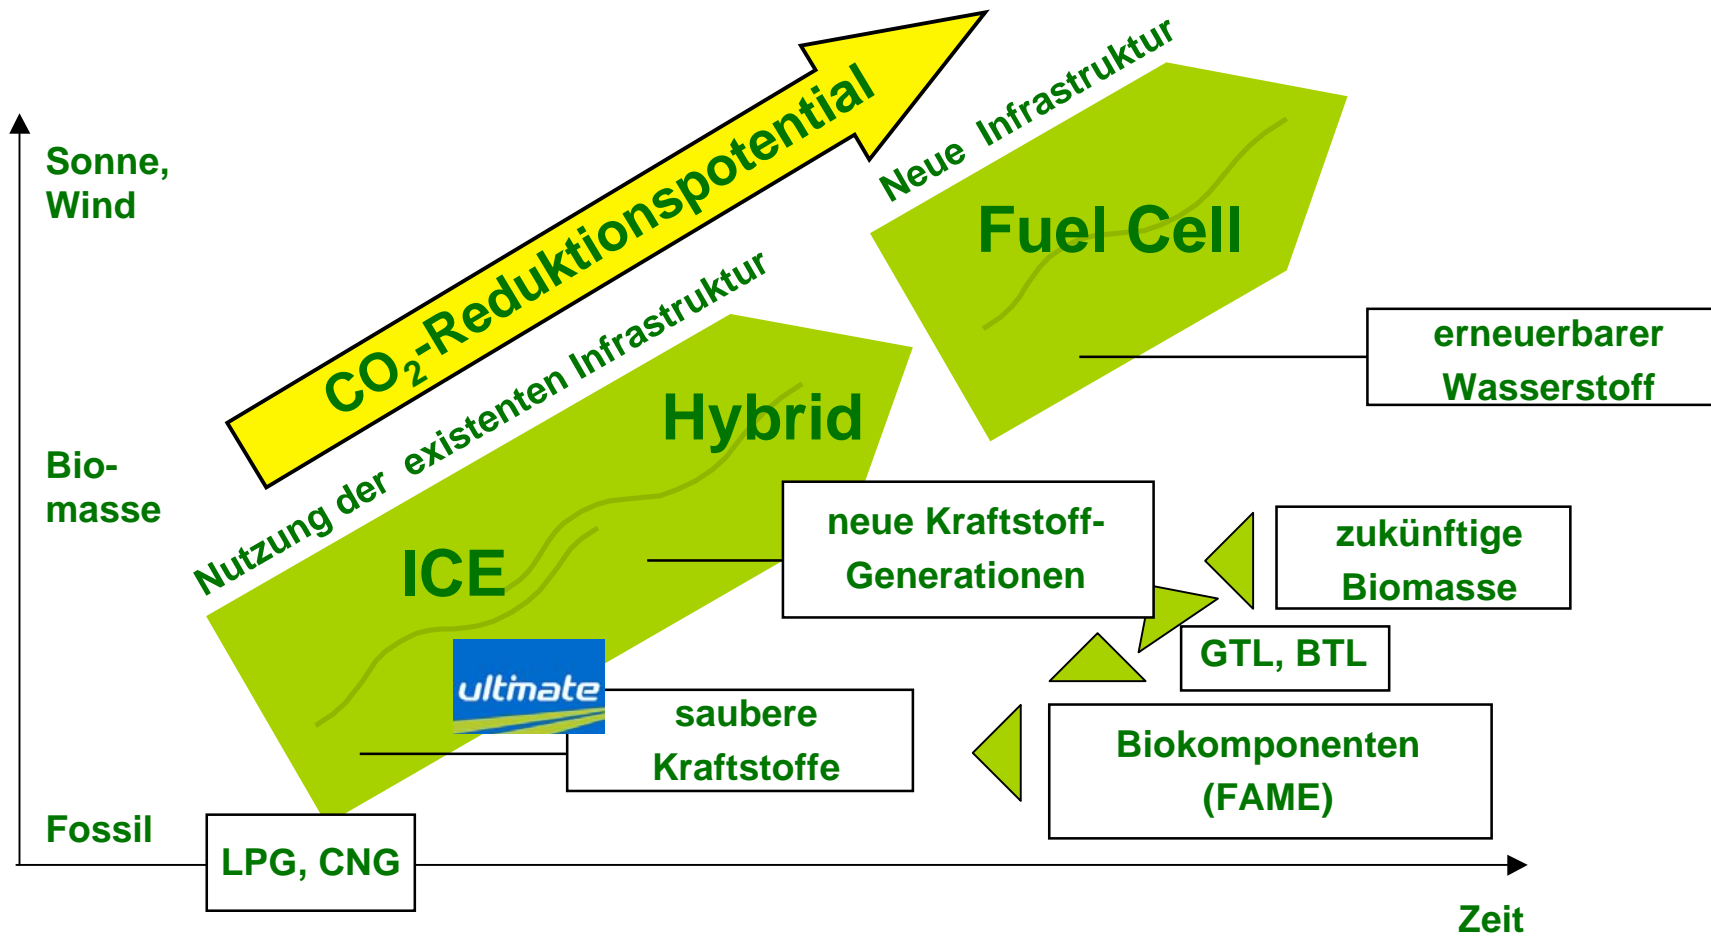 CO₂-Reduktionspotential
Neue Infrastruktur
Sonne,
Wind
Fuel Cell
Nutzung der existenten Infrastruktur
erneuerbarer
Wasserstoff
Hybrid
Bio-
masse
neue Kraftstoff-
Generationen
zukünftige
Biomasse
ICE
GTL, BTL
ultimate
saubere
Kraftstoffe
Biokomponenten
(FAME)
Fossil
LPG, CNG
Zeit